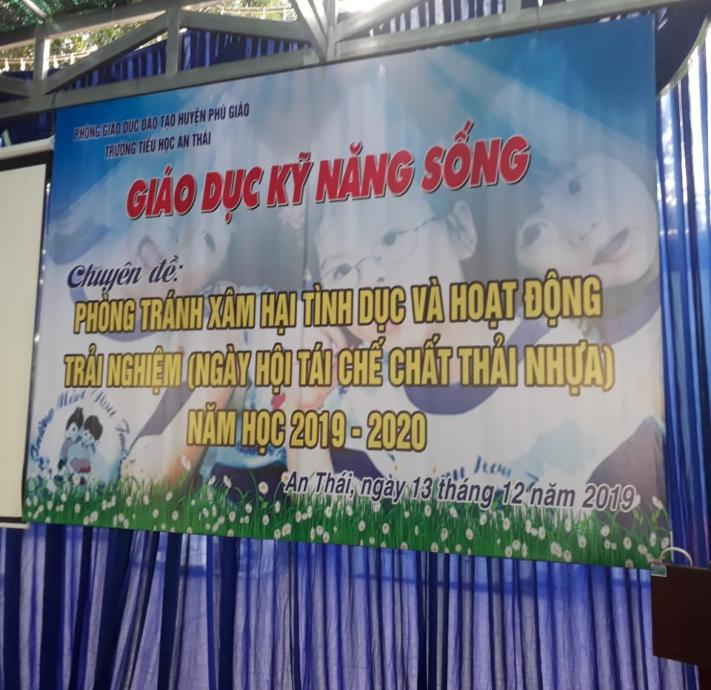 PHÒNG GIÁO DỤC ĐÀO TẠO HUYỆN PHÚ GIÁO
TRƯỜNG TIỂU HỌC AN THÁI
GIÁO DỤC KỸ NĂNG SỐNG
Chuyên đề:
PHÒNG TRÁNH XÂM HẠI TÌNH DỤC VÀ HOẠT ĐỘNG
TRẢI NGHIỆM (NGÀY HỘI TÁI CHẾ CHẤT THẢI NHỰA)
NĂM HỌC 2019 - 2020
An Thái, ngày 13 tháng 12 năm 2019